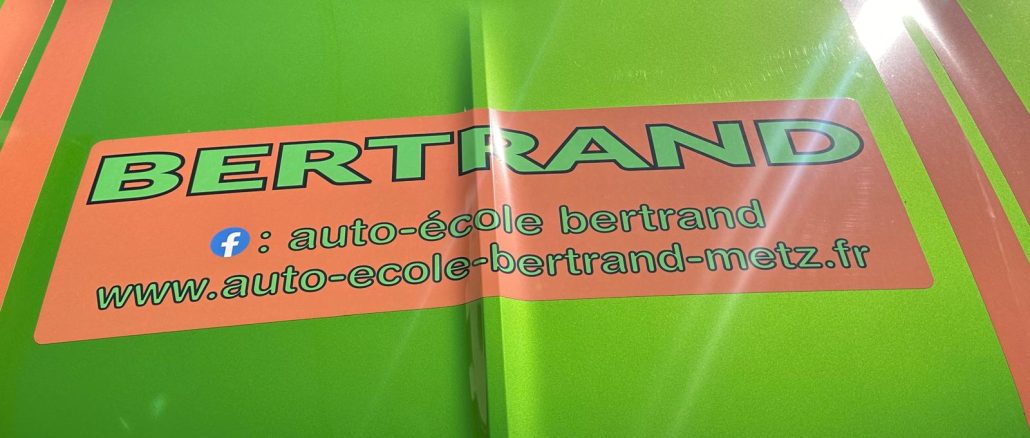 BERTRAND
: auto-école bertrand
www.auto-ecole-bertrand-metz.fr